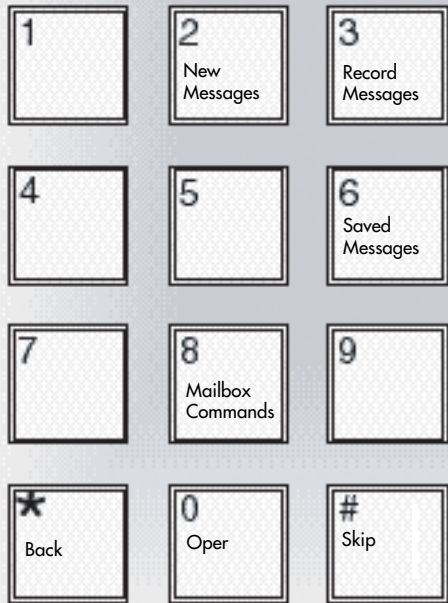 1
2
New
Messages
3
Record
Messages
4
5
6
Saved
Messages
7
8
Mailbox
Commands
9
*
Back
0
Oper
#
Skip